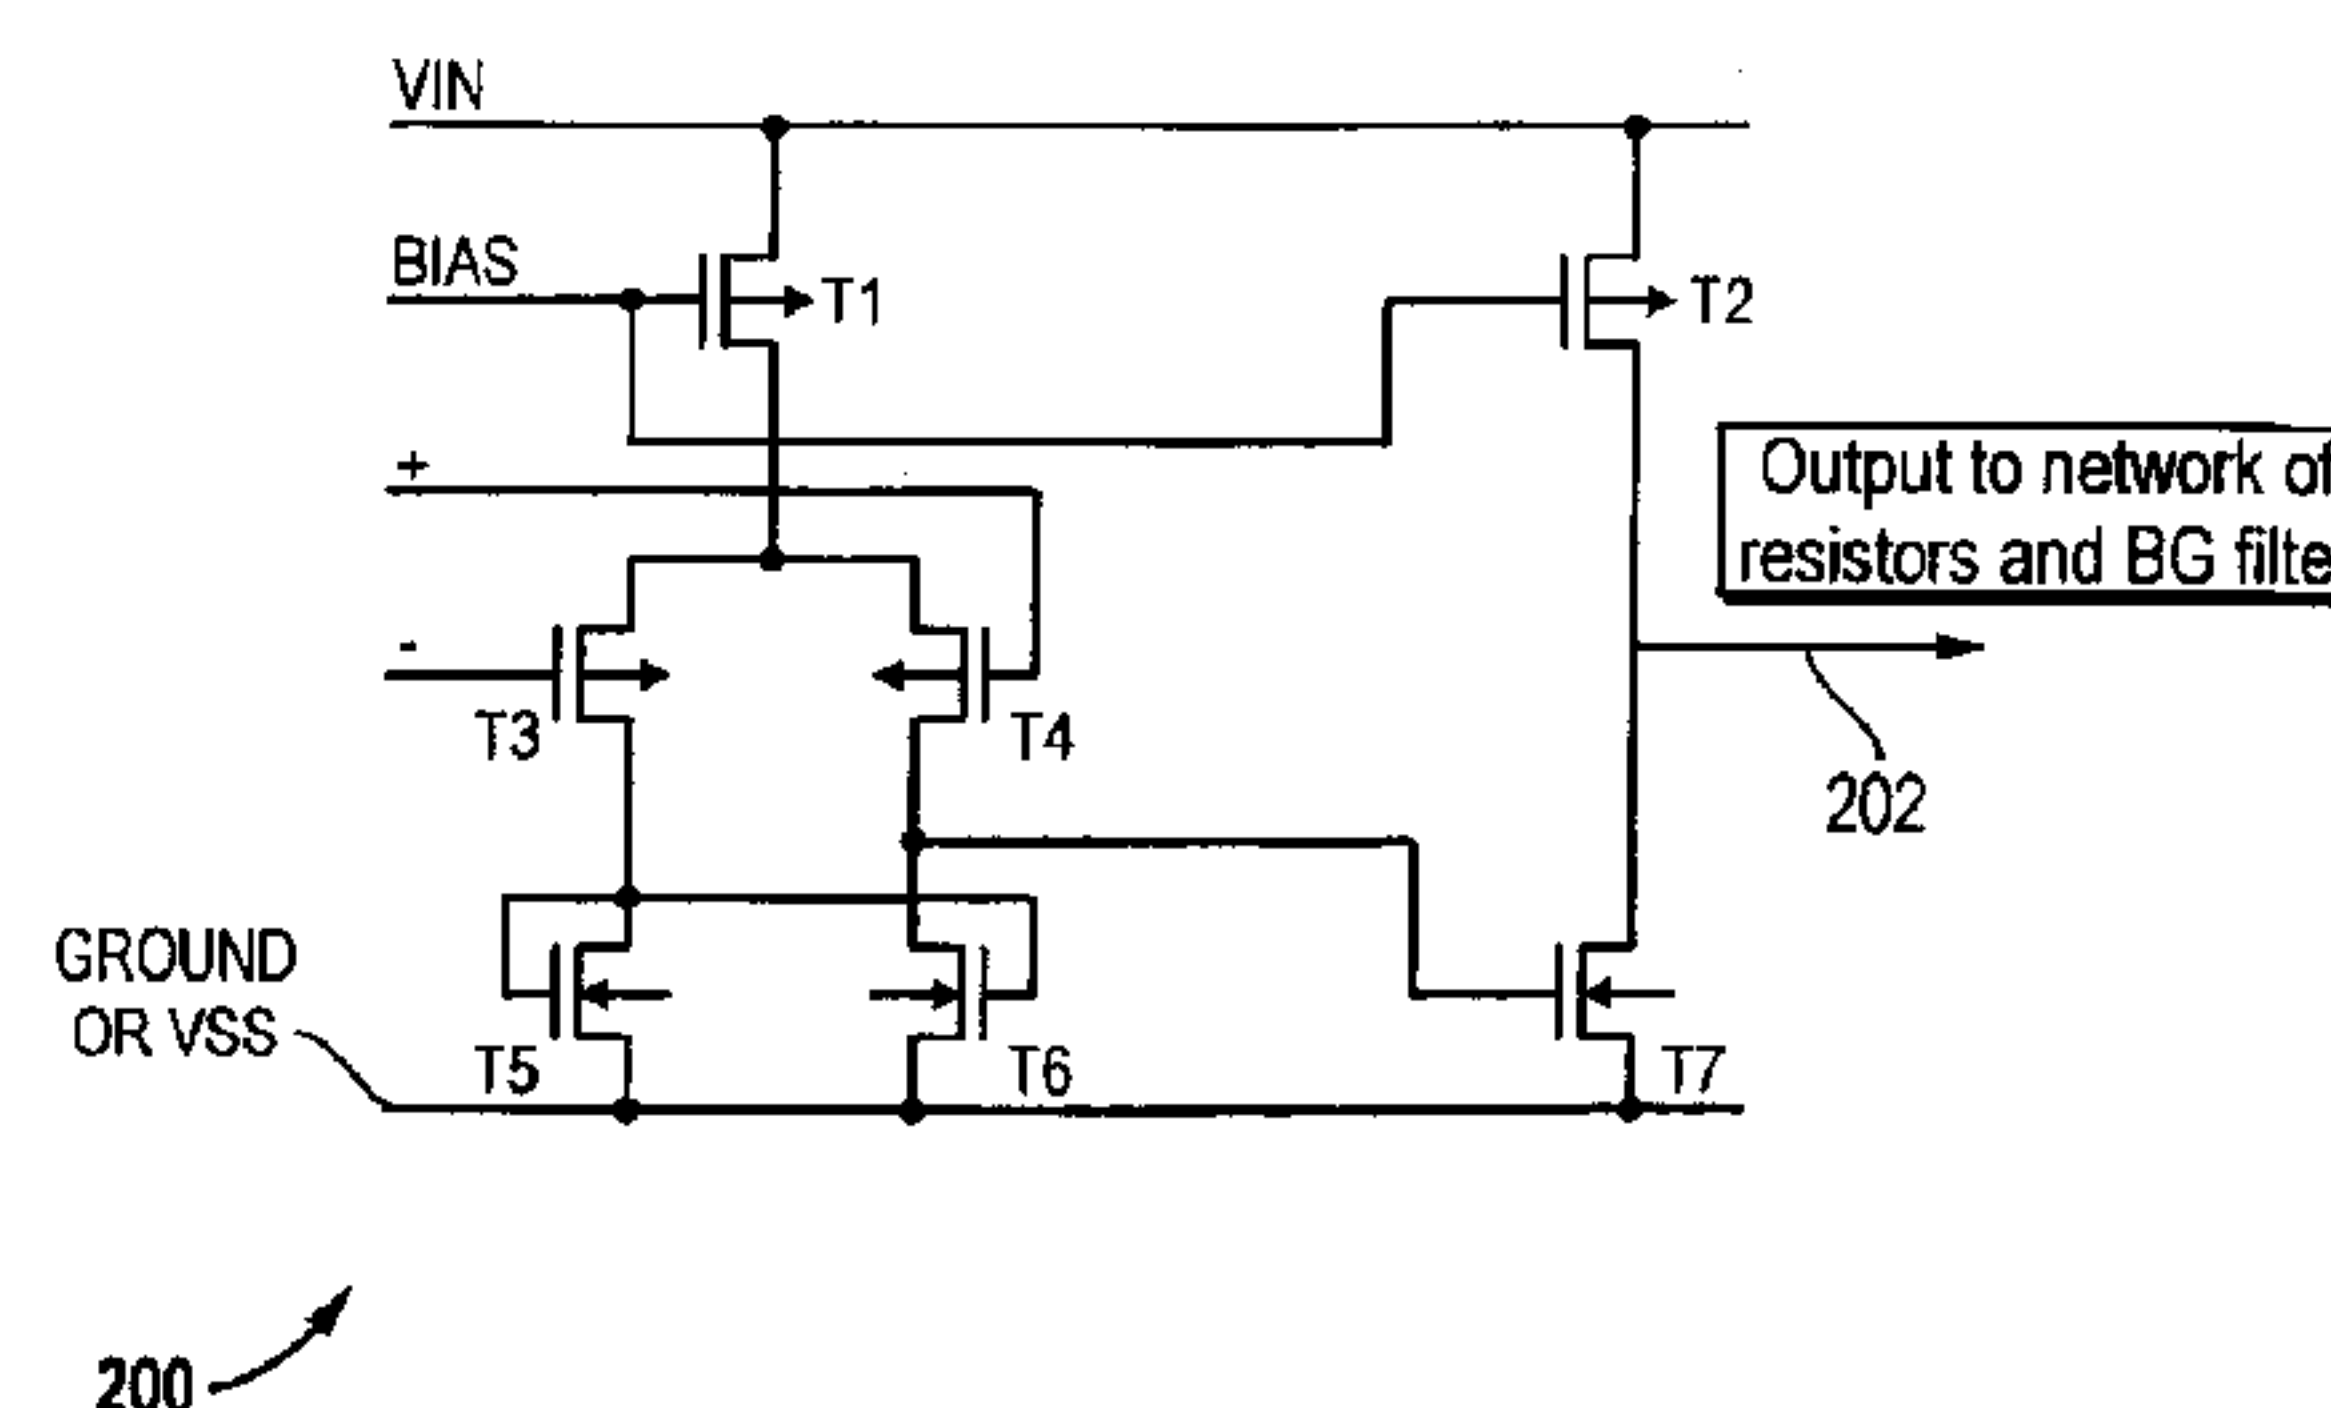 VIN
BIAS
T1
T2
+
Output to network of
resistors and BG filte
-
T3
T4
202
GROUND
OR VSS
T5
T6
T7
200